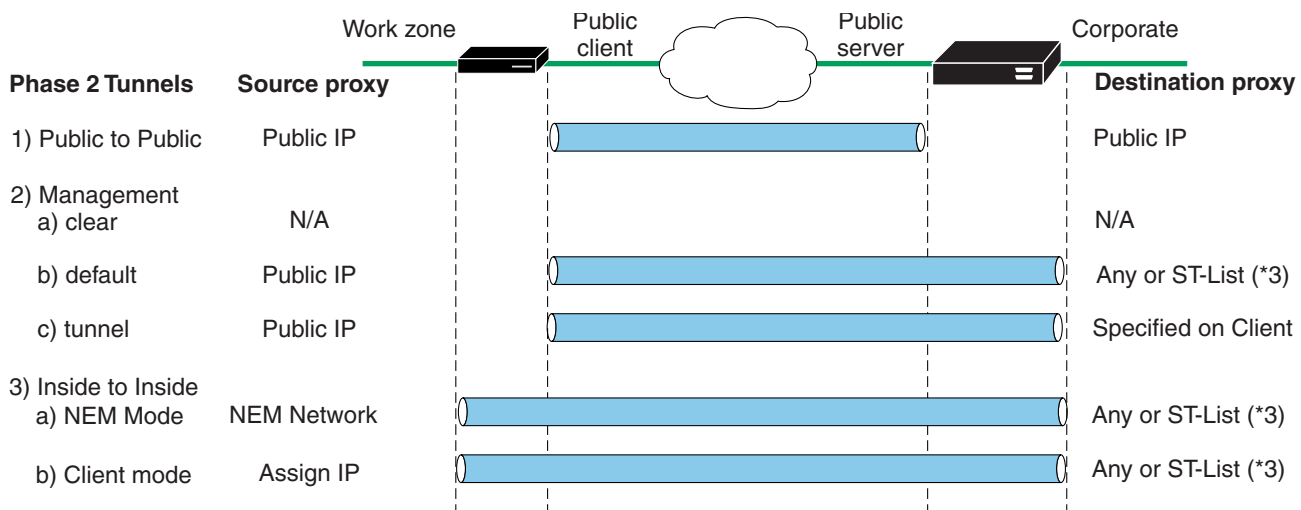 Work zone Public client Public server Corporate
Phase 2 Tunnels Source proxy Destination proxy
1) Public to Public Public IP Public IP
2) Management
a) clear N/A N/A
b) default Public IP Any or ST-List (*3)
c) tunnel Public IP Specified on Client
3) Inside to Inside
a) NEM Mode NEM Network Any or ST-List (*3)
b) Client mode Assign IP Any or ST-List (*3)